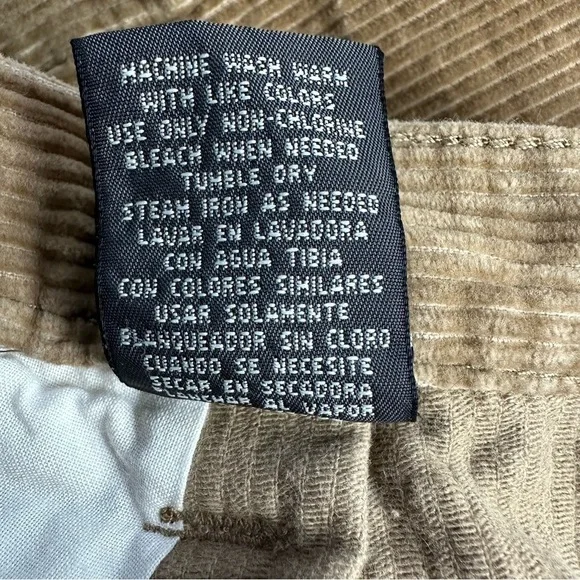 MACHINE WASH WARM
WITH LIKE COLORS
USE ONLY NON-CHLORINE
BLEACH WHEN NEEDED
TUMBLE DRY
STEAM IRON AS NEEDED
LAVAR EN LAVADORA
CON AGUA TIBIA
CON COLORES SIMILARES
USAR SOLAMENTE
BLANQUEADOR SIN CLORO
CUANDO SE NECESITE
SECAR EN SECADORA
AL VAPOR